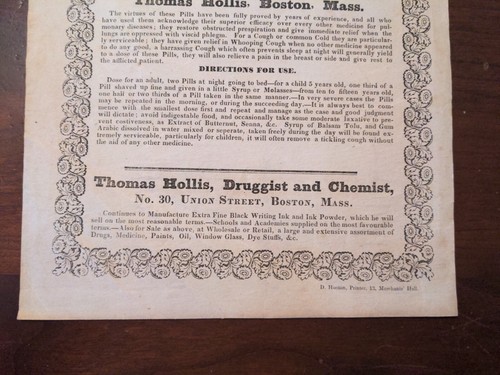 Thomas Hollis, Boston, Mass.
The virtues of these Pills have been fully proved by years of experience, and all who
have used them acknowledge their superior efficacy over every other medicine for pul-
monary diseases; they restore obstructed prespiration and give immediate relief when the
lungs are oppressed with viscid phlegm. For a Cough or common Cold they are particular-
ly serviceable; they have given relief in Whooping Cough when no other medicine appeared
to do any good, a harrassing Cough which often prevents sleep at night will generally yield
to a dose of these Pills, they will also relieve a pain in the breast or side and give rest to
the afflicted patient.
DIRECTIONS FOR USE.
Dose for an adult, two Pills at night going to bed—for a child 5 years old, one third of a
Pill shaved up fine and given in a little Syrup or Molasses—from ten to fifteen years old,
one half or two thirds of a Pill taken in the same manner.—In very severe cases the Pills
may be repeated in the morning, or during the succeeding day.—It is always best to com-
mence with the smallest dose first and repeat and manage as the case and good judgment
will dictate; avoid indigestable food, and occasionally take some moderate laxative to pre-
vent costiveness, as Extract of Butternut, Senna, &c. Syrup of Balsam Tolu, and Gum
Arabic dissolved in water mixed or seperate, taken freely during the day will be found ex-
tremely serviceable, particularly for children, it will often remove a tickling cough without
the aid of any other medicine.
Thomas Hollis, Druggist and Chemist,
No. 30, Union Street, Boston, Mass.
Continues to Manufacture Extra Fine Black Writing Ink and Ink Powder, which he will
sell on the most reasonable terms.—Schools and Academies supplied on the most favourable
terms.—Also for Sale as above, at Wholesale or Retail, a large and extensive assortment of
Drugs, Medicine, Paints, Oil, Window Glass, Dye Stuffs, &c.
D. Hooton, Printer, 15, Merchants' Hall.